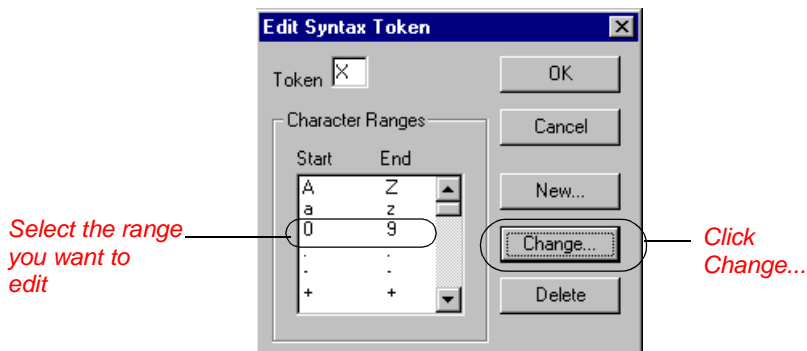 Edit Syntax Token
Token X
OK
Character Ranges
Cancel
Start End
A Z
a z
0 9
. .
- -
+ +
New...
Change...
Delete
Select the range
you want to
edit
Click
Change...